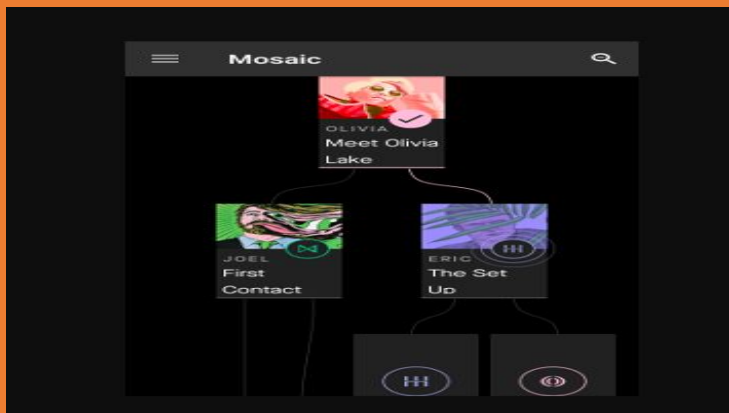 Mosaic
OLIVIA
Meet Olivia
Lake
JOEL
First
Contact
ERIC
The Set
Up